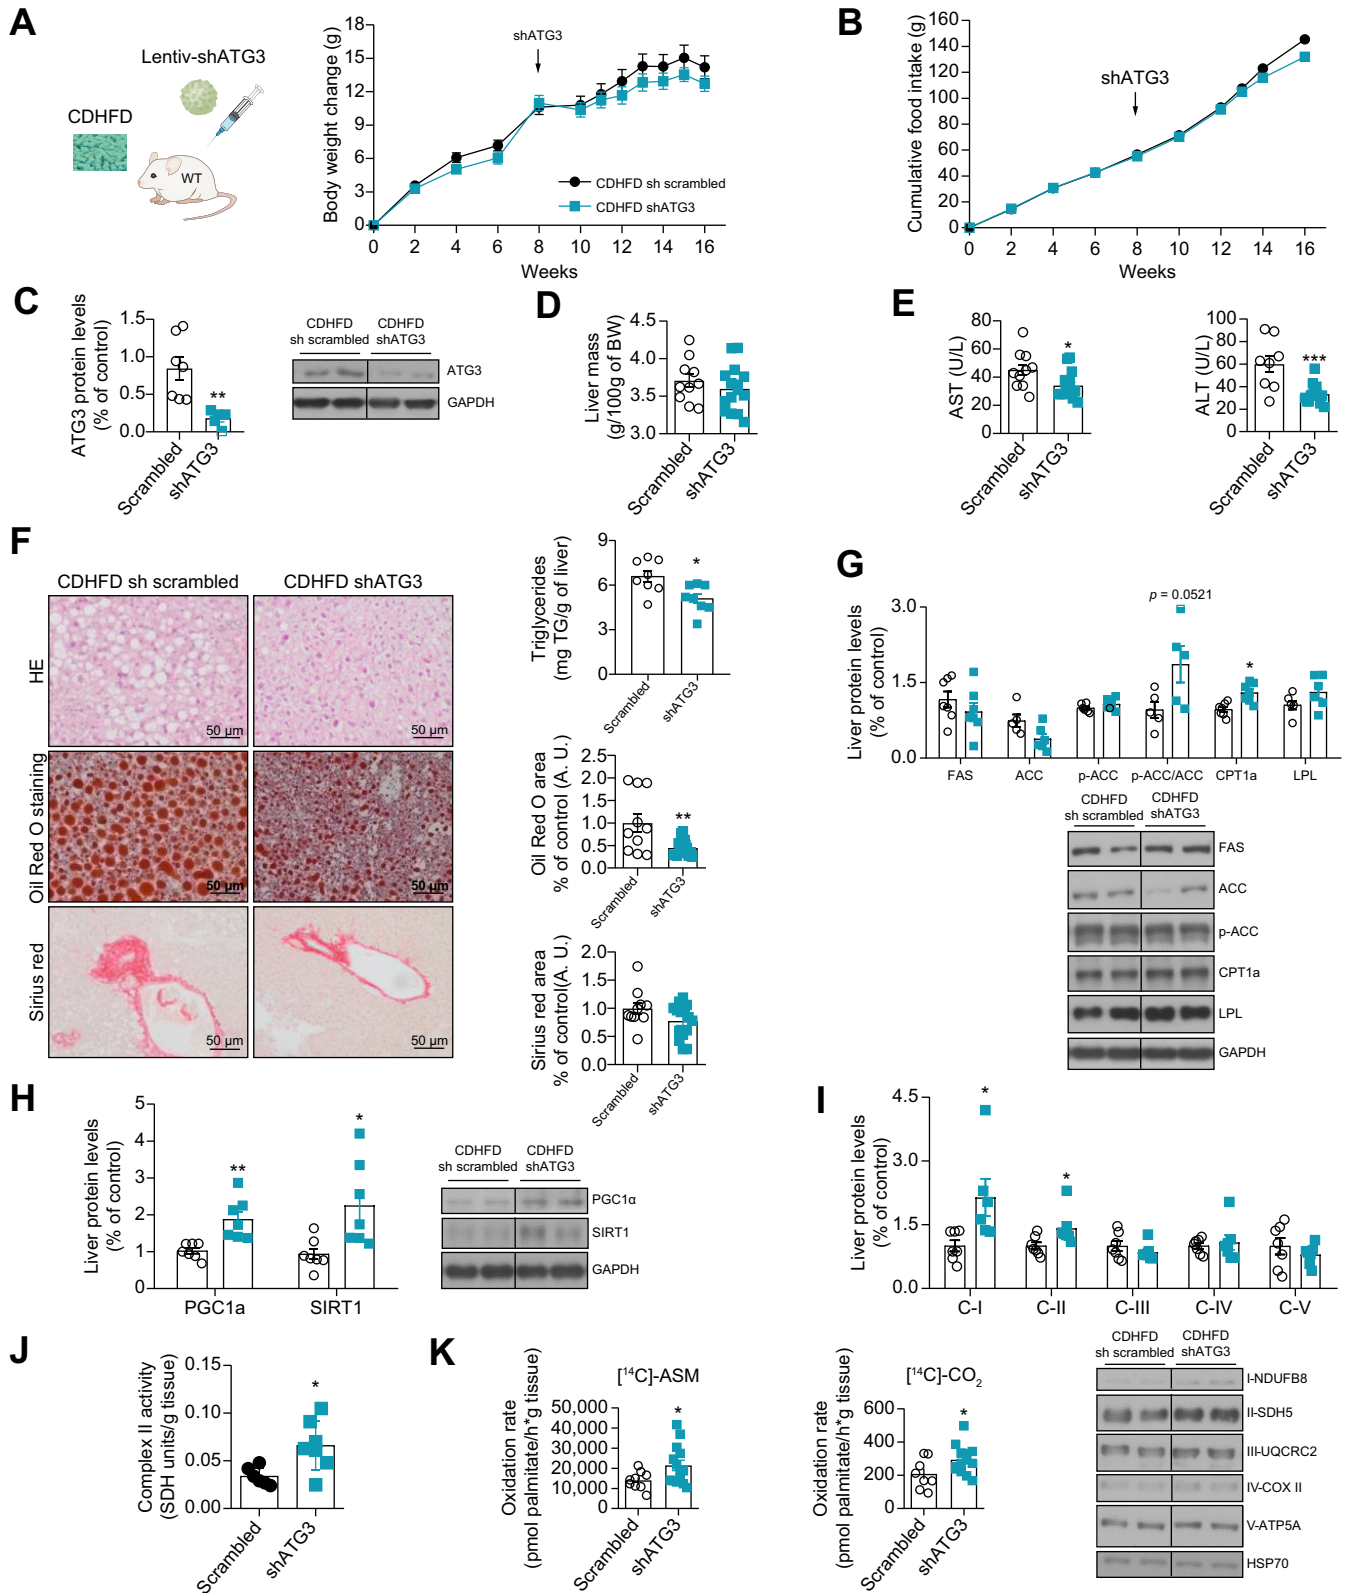 A
Lentiv-shATG3
CDHFD
WT
Body weight change (g)
18
15
12
9
6
3
0
shATG3
CDHFD sh scrambled
CDHFD shATG3
0 2 4 6 8 10 12 14 16
Weeks
B
Cumulative food intake (g)
160
140
120
100
80
60
40
20
0
shATG3
0 2 4 6 8 10 12 14 16
Weeks
C
ATG3 protein levels
(% of control)
1.5
1.0
0.5
0.0
**
Scrambled
shATG3
CDHFD
sh scrambled
CDHFD
shATG3
ATG3
GAPDH
D
Liver mass
(g/100g of BW)
4.5
4.0
3.5
3.0
Scrambled
shATG3
E
AST (U/L)
80
60
40
20
0
*
Scrambled
shATG3
ALT (U/L)
100
80
60
40
20
0
***
Scrambled
shATG3
F
CDHFD sh scrambled
CDHFD shATG3
HE
50 µm
50 µm
Oil Red O staining
50 µm
50 µm
Sirius red
50 µm
50 µm
Triglycerides
(mg TG/g of liver)
9
6
3
0
*
Scrambled
shATG3
Oil Red O area
% of control (A. U.)
2.5
2.0
1.5
1.0
0.5
0.0
**
Scrambled
shATG3
Sirius red area
% of control(A. U.)
2.0
1.5
1.0
0.5
0.0
Scrambled
shATG3
G
Liver protein levels
(% of control)
3.0
1.5
0.0
p = 0.0521
*
FAS ACC p-ACC p-ACC/ACC CPT1a LPL
CDHFD
sh scrambled
CDHFD
shATG3
FAS
ACC
p-ACC
CPT1a
LPL
GAPDH
H
Liver protein levels
(% of control)
5
4
3
2
1
0
**
*
PGC1a SIRT1
CDHFD
sh scrambled
CDHFD
shATG3
PGC1α
SIRT1
GAPDH
I
Liver protein levels
(% of control)
4.5
3.0
1.5
0.0
*
*
C-I C-II C-III C-IV C-V
CDHFD
sh scrambled
CDHFD
shATG3
I-NDUFB8
II-SDH5
III-UQCRC2
IV-COX II
V-ATP5A
HSP70
J
Complex II activity
(SDH units/g tissue)
0.15
0.10
0.05
0.00
*
Scrambled
shATG3
K
[¹⁴C]-ASM
Oxidation rate
(pmol palmitate/h*g tissue)
50,000
40,000
30,000
20,000
10,000
0
*
Scrambled
shATG3
[¹⁴C]-CO₂
Oxidation rate
(pmol palmitate/h*g tissue)
600
400
200
0
*
Scrambled
shATG3